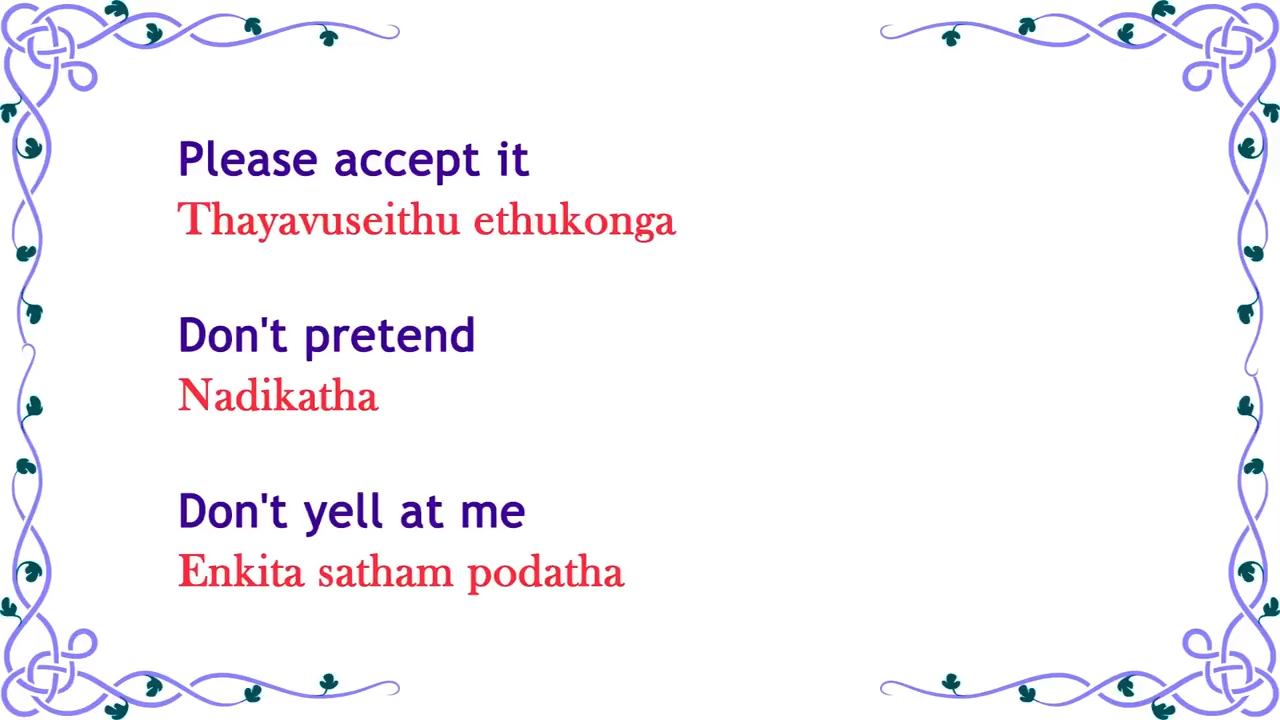 Please accept it
Thayavuseithu ethukonga
Don't pretend
Nadikatha
Don't yell at me
Enkita satham podatha